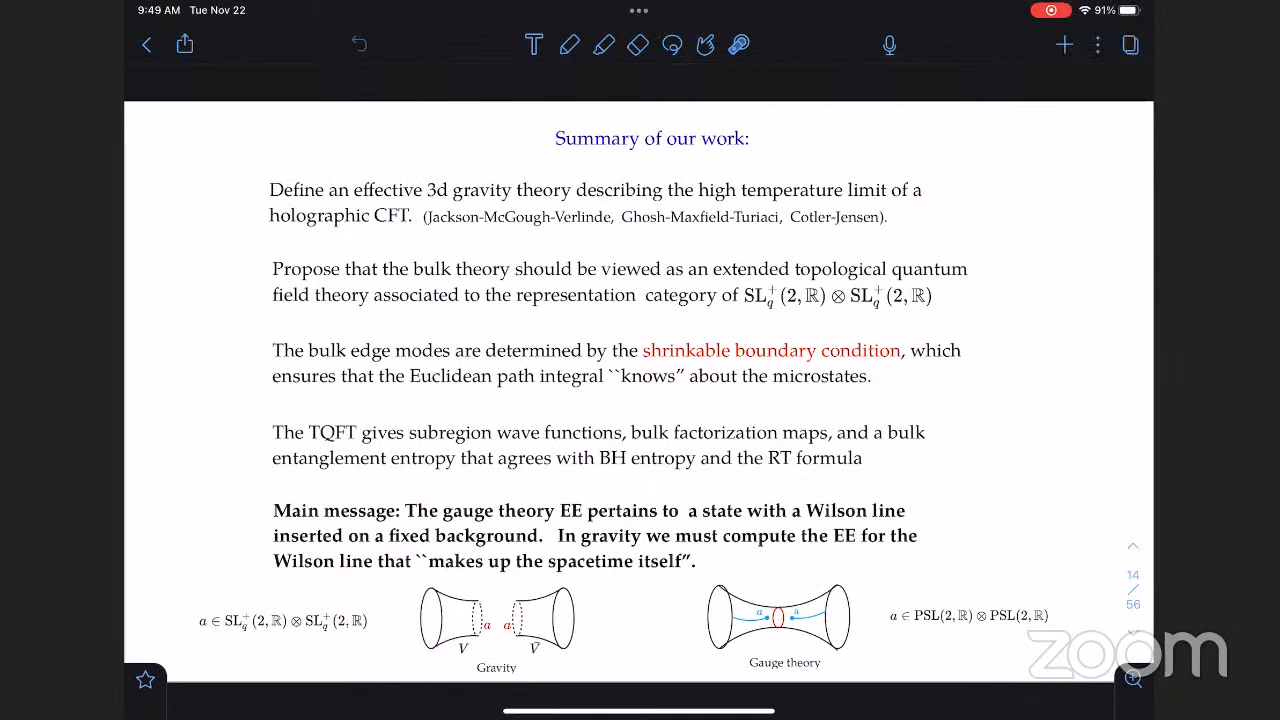 9:49 AM Tue Nov 22
91%
Summary of our work:
Define an effective 3d gravity theory describing the high temperature limit of a
holographic CFT. (Jackson-McGough-Verlinde, Ghosh-Maxfield-Turiaci, Cotler-Jensen).
Propose that the bulk theory should be viewed as an extended topological quantum
field theory associated to the representation category of SL⁺_q(2,ℝ) ⊗ SL⁺_q(2,ℝ)
The bulk edge modes are determined by the shrinkable boundary condition, which
ensures that the Euclidean path integral ``knows” about the microstates.
The TQFT gives subregion wave functions, bulk factorization maps, and a bulk
entanglement entropy that agrees with BH entropy and the RT formula
Main message: The gauge theory EE pertains to a state with a Wilson line
inserted on a fixed background. In gravity we must compute the EE for the
Wilson line that ``makes up the spacetime itself”.
a ∈ SL⁺_q(2,ℝ) ⊗ SL⁺_q(2,ℝ)
a a
V V̄
Gravity
a a
Gauge theory
a ∈ PSL(2,ℝ) ⊗ PSL(2,ℝ)
14
/
56
zoom